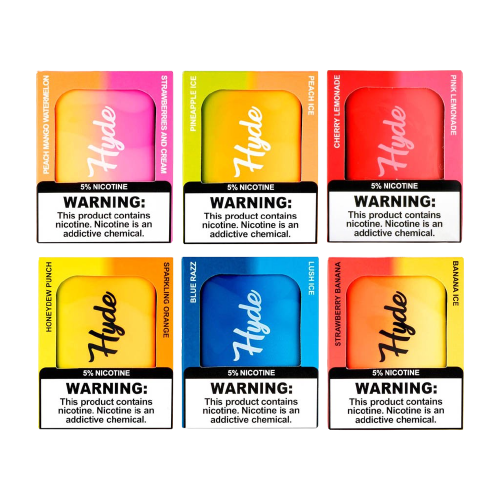 PEACH MANGO WATERMELON
Hyde
STRAWBERRIES AND CREAM
5% NICOTINE
WARNING:
This product contains
nicotine. Nicotine is an
addictive chemical.
PINEAPPLE ICE
Hyde
PEACH ICE
5% NICOTINE
WARNING:
This product contains
nicotine. Nicotine is an
addictive chemical.
CHERRY LEMONADE
Hyde
PINK LEMONADE
5% NICOTINE
WARNING:
This product contains
nicotine. Nicotine is an
addictive chemical.
HONEYDEW PUNCH
Hyde
SPARKLING ORANGE
5% NICOTINE
WARNING:
This product contains
nicotine. Nicotine is an
addictive chemical.
BLUE RAZZ
Hyde
LUSH ICE
5% NICOTINE
WARNING:
This product contains
nicotine. Nicotine is an
addictive chemical.
STRAWBERRY BANANA
Hyde
BANANA ICE
5% NICOTINE
WARNING:
This product contains
nicotine. Nicotine is an
addictive chemical.